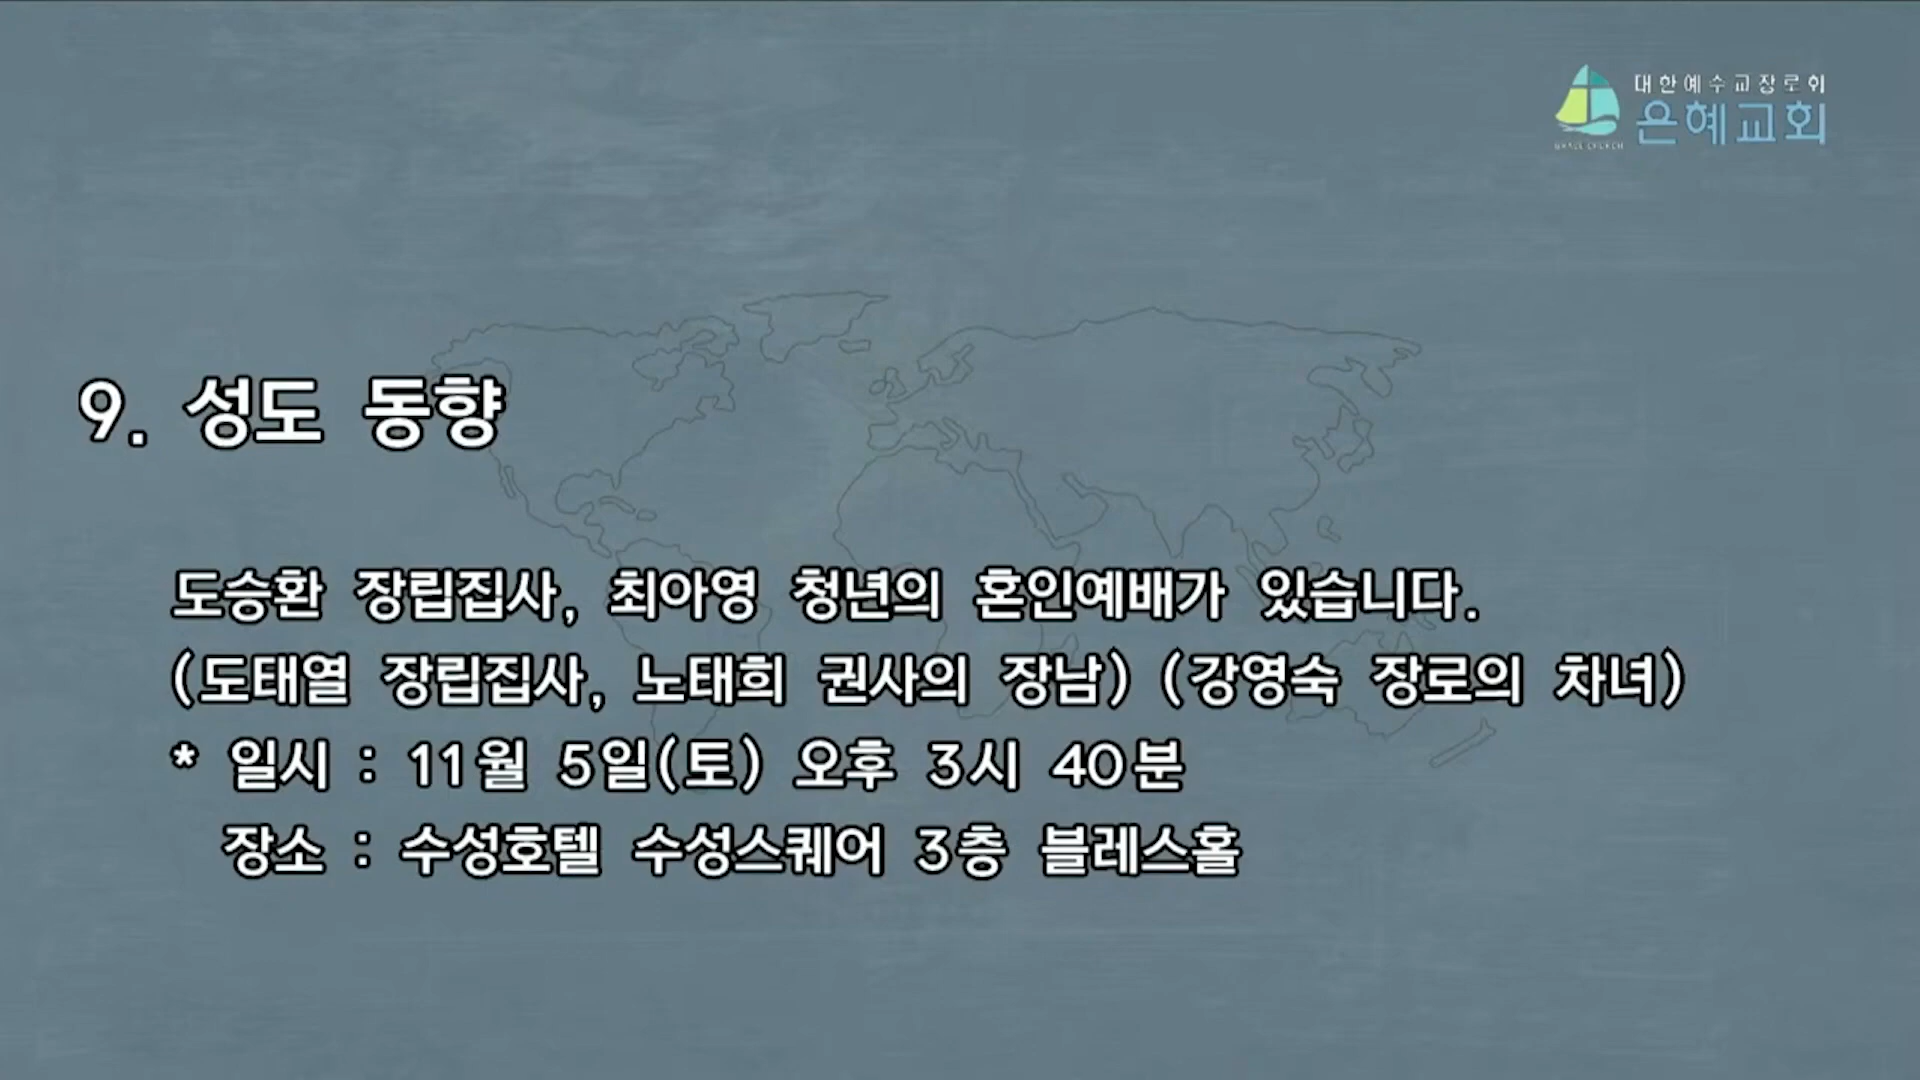 대한예수교장로회
은혜교회
GRACE CHURCH
9. 성도 동향
도승환 장립집사, 최아영 청년의 혼인예배가 있습니다.
(도태열 장립집사, 노태희 권사의 장남) (강영숙 장로의 차녀)
* 일시 : 11월 5일(토) 오후 3시 40분
장소 : 수성호텔 수성스퀘어 3층 블레스홀